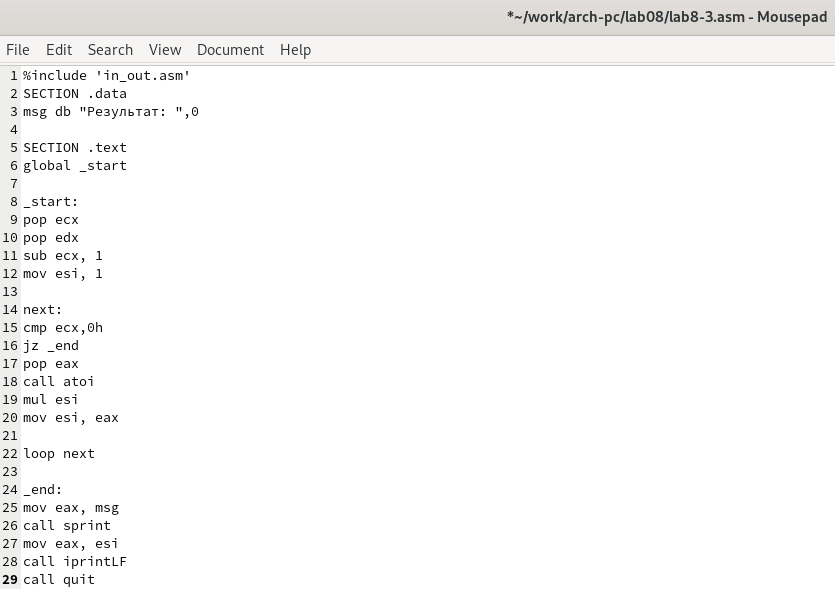 *~/work/arch-pc/lab08/lab8-3.asm - Mousepad
File Edit Search View Document Help
1 %include 'in_out.asm'
2 SECTION .data
3 msg db "Результат: ",0
4
5 SECTION .text
6 global _start
7
8 _start:
9 pop ecx
10 pop edx
11 sub ecx, 1
12 mov esi, 1
13
14 next:
15 cmp ecx,0h
16 jz _end
17 pop eax
18 call atoi
19 mul esi
20 mov esi, eax
21
22 loop next
23
24 _end:
25 mov eax, msg
26 call sprint
27 mov eax, esi
28 call iprintLF
29 call quit